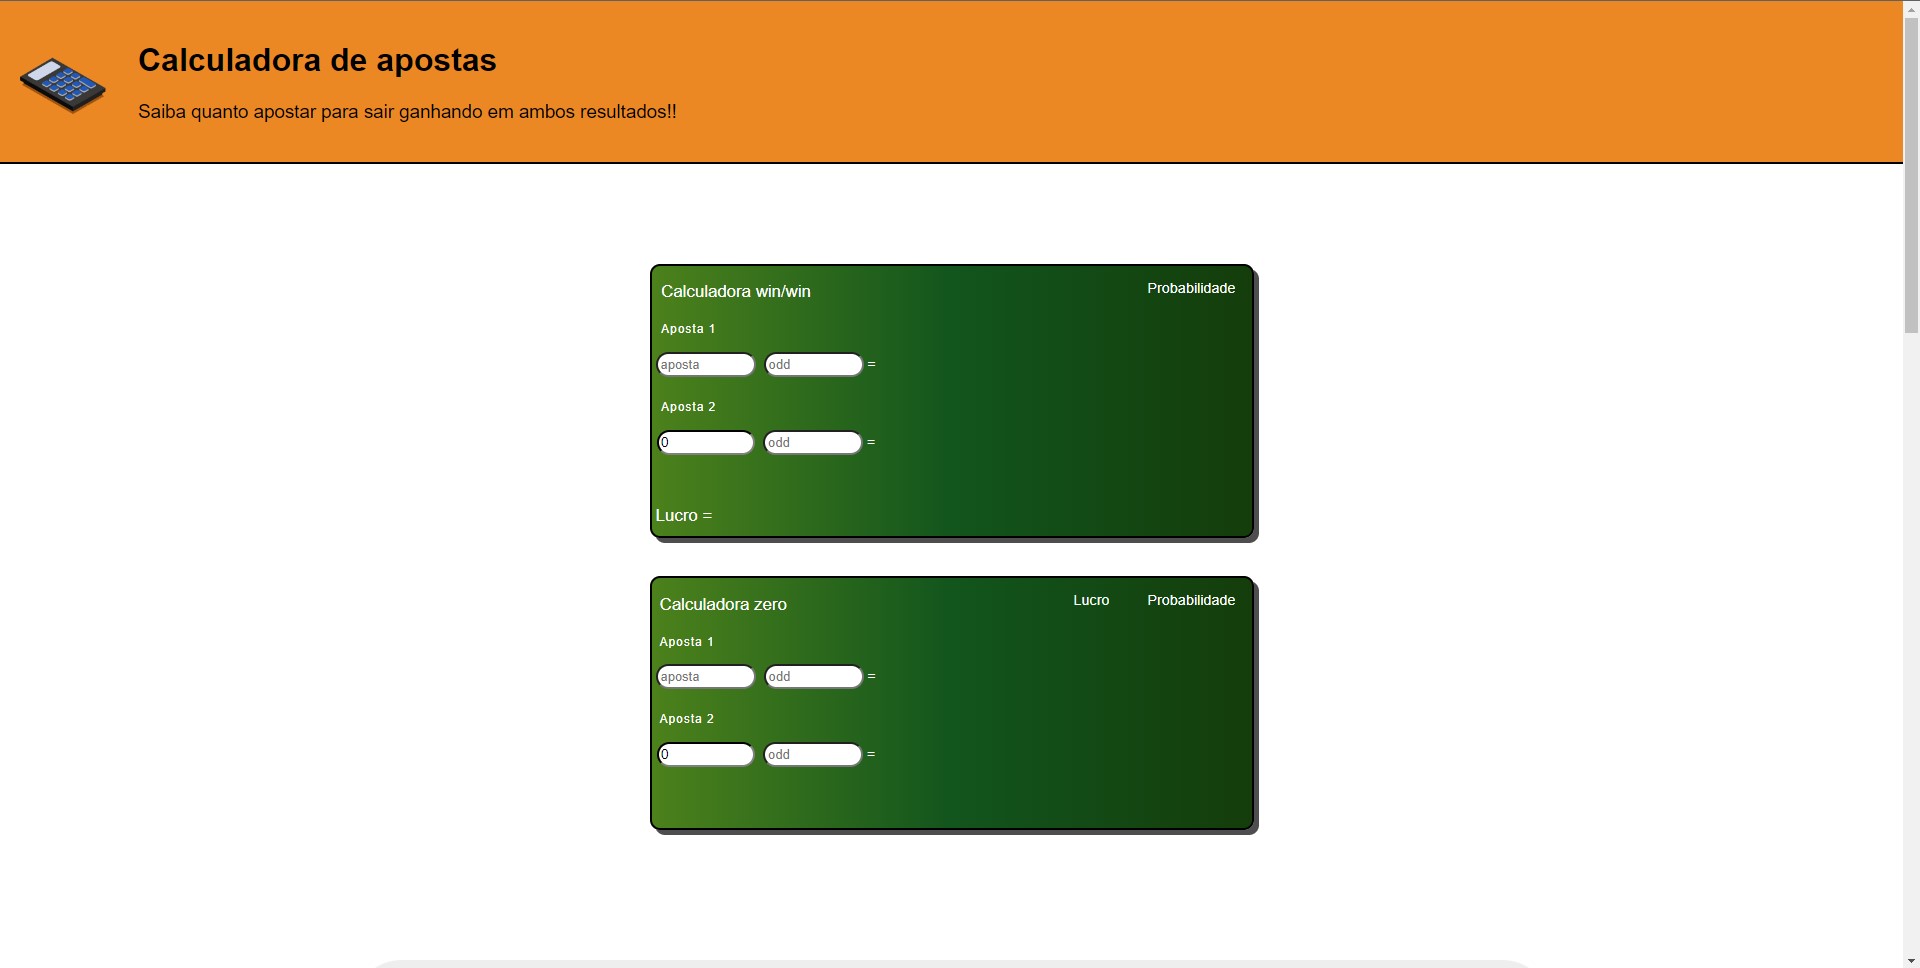 Calculadora de apostas
Saiba quanto apostar para sair ganhando em ambos resultados!!
Calculadora win/win
Probabilidade
Aposta 1
aposta odd =
Aposta 2
0 odd =
Lucro =
Calculadora zero
Lucro Probabilidade
Aposta 1
aposta odd =
Aposta 2
0 odd =